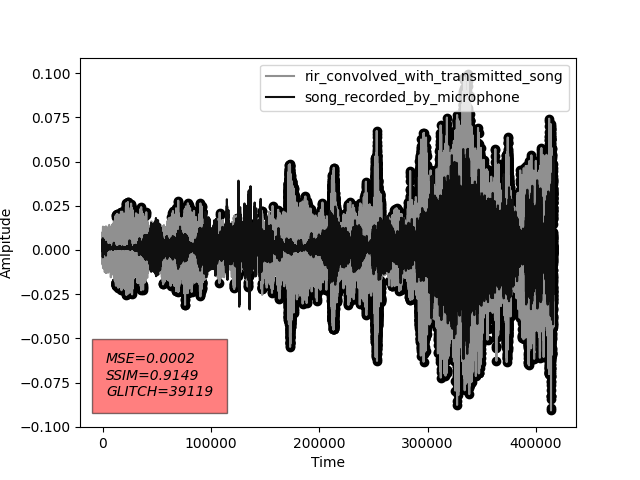 rir_convolved_with_transmitted_song
song_recorded_by_microphone
0.100
0.075
0.050
0.025
0.000
−0.025
−0.050
−0.075
−0.100
Amlpitude
MSE=0.0002
SSIM=0.9149
GLITCH=39119
0
100000
200000
300000
400000
Time